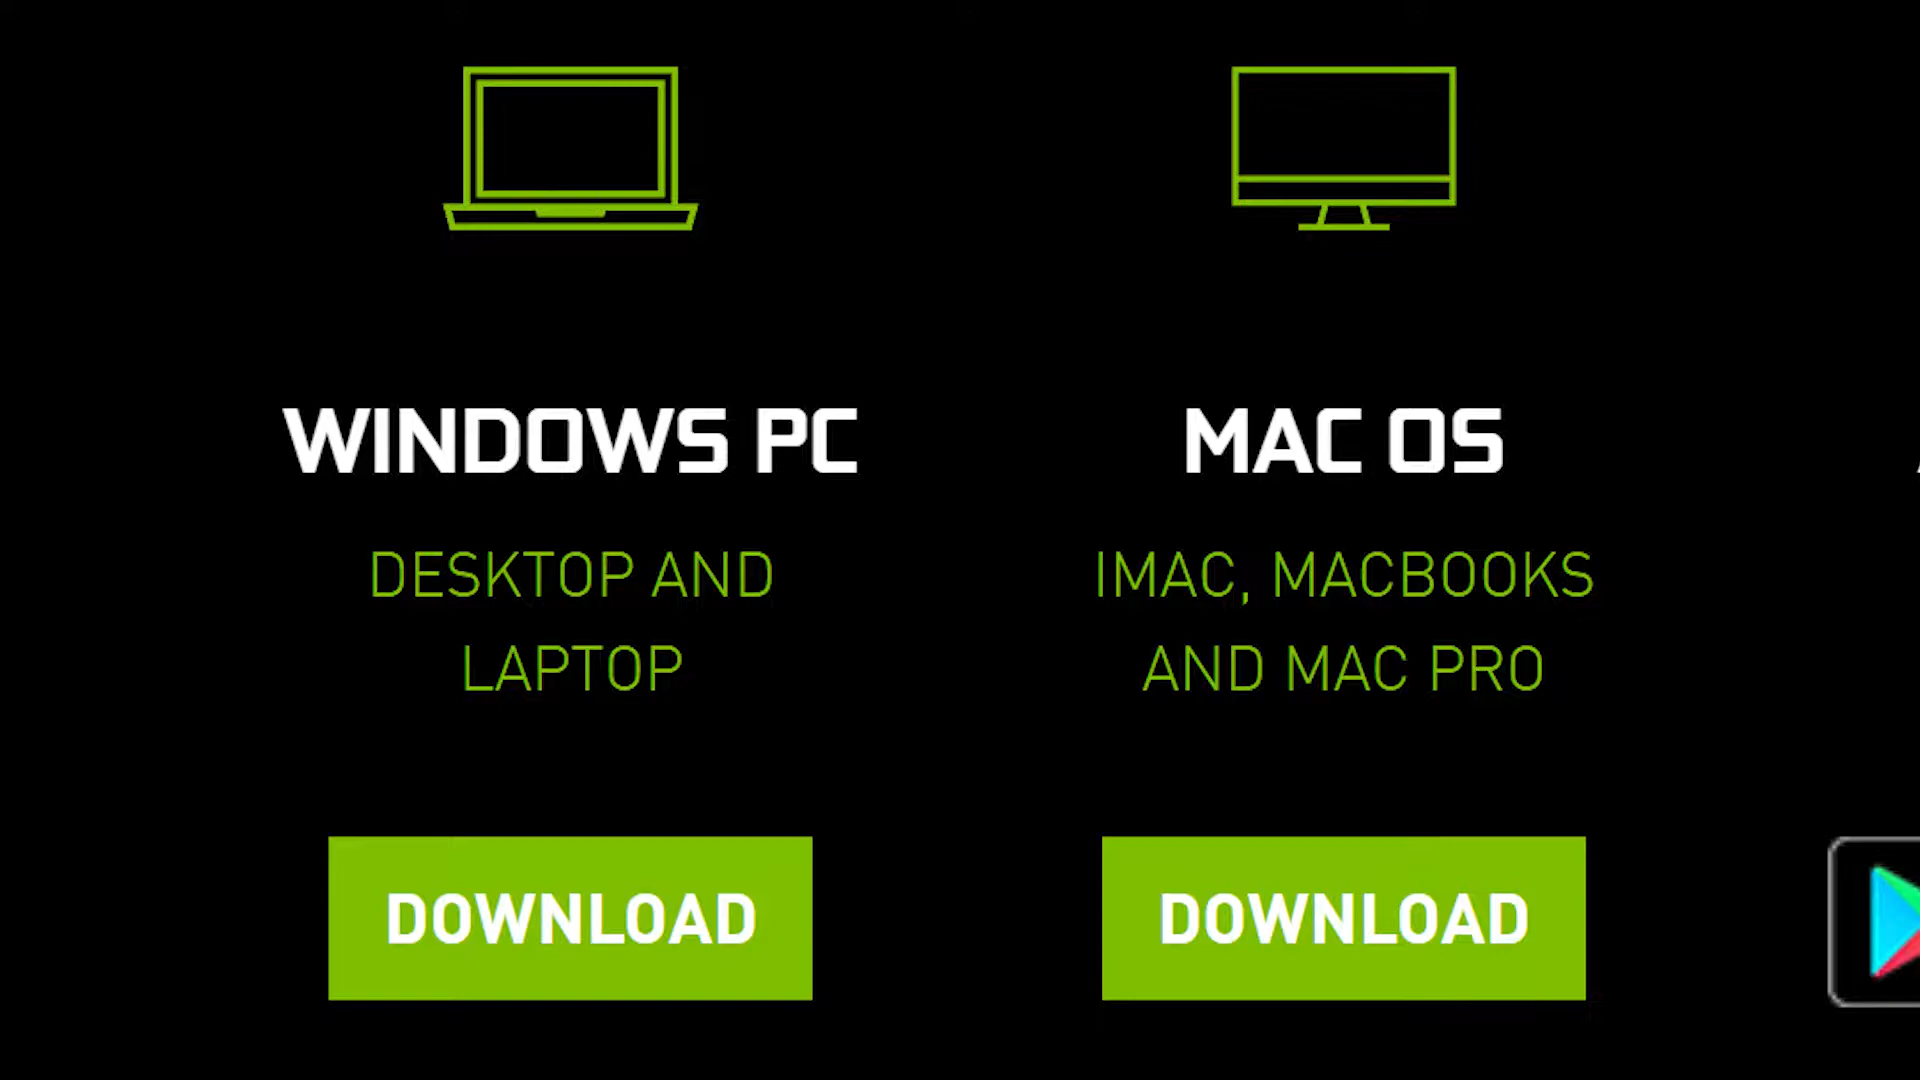 WINDOWS PC
DESKTOP AND
LAPTOP
DOWNLOAD
MAC OS
IMAC, MACBOOKS
AND MAC PRO
DOWNLOAD